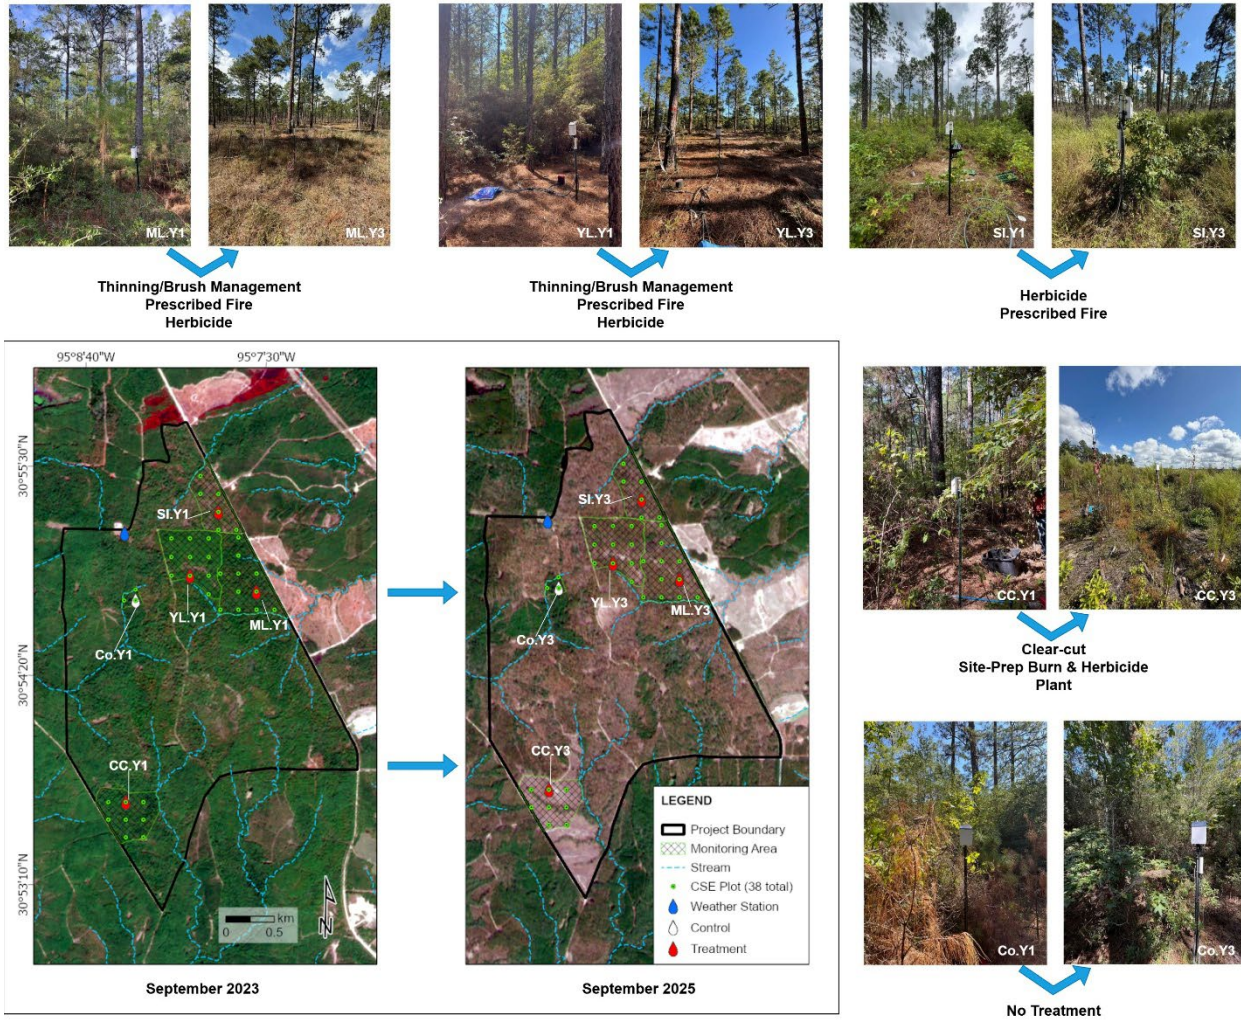 ML.Y1
ML.Y3
YL.Y1
YL.Y3
SI.Y1
SI.Y3
Thinning/Brush Management
Prescribed Fire
Herbicide
Thinning/Brush Management
Prescribed Fire
Herbicide
Herbicide
Prescribed Fire
95°8'40"W
95°7'30"W
30°55'30"N
30°54'20"N
30°53'10"N
SI.Y1
YL.Y1
ML.Y1
Co.Y1
CC.Y1
km
0
0.5
N
September 2023
SI.Y3
YL.Y3
ML.Y3
Co.Y3
CC.Y3
LEGEND
Project Boundary
Monitoring Area
Stream
CSE Plot (38 total)
Weather Station
Control
Treatment
September 2025
CC.Y1
CC.Y3
Clear-cut
Site-Prep Burn & Herbicide
Plant
Co.Y1
Co.Y3
No Treatment